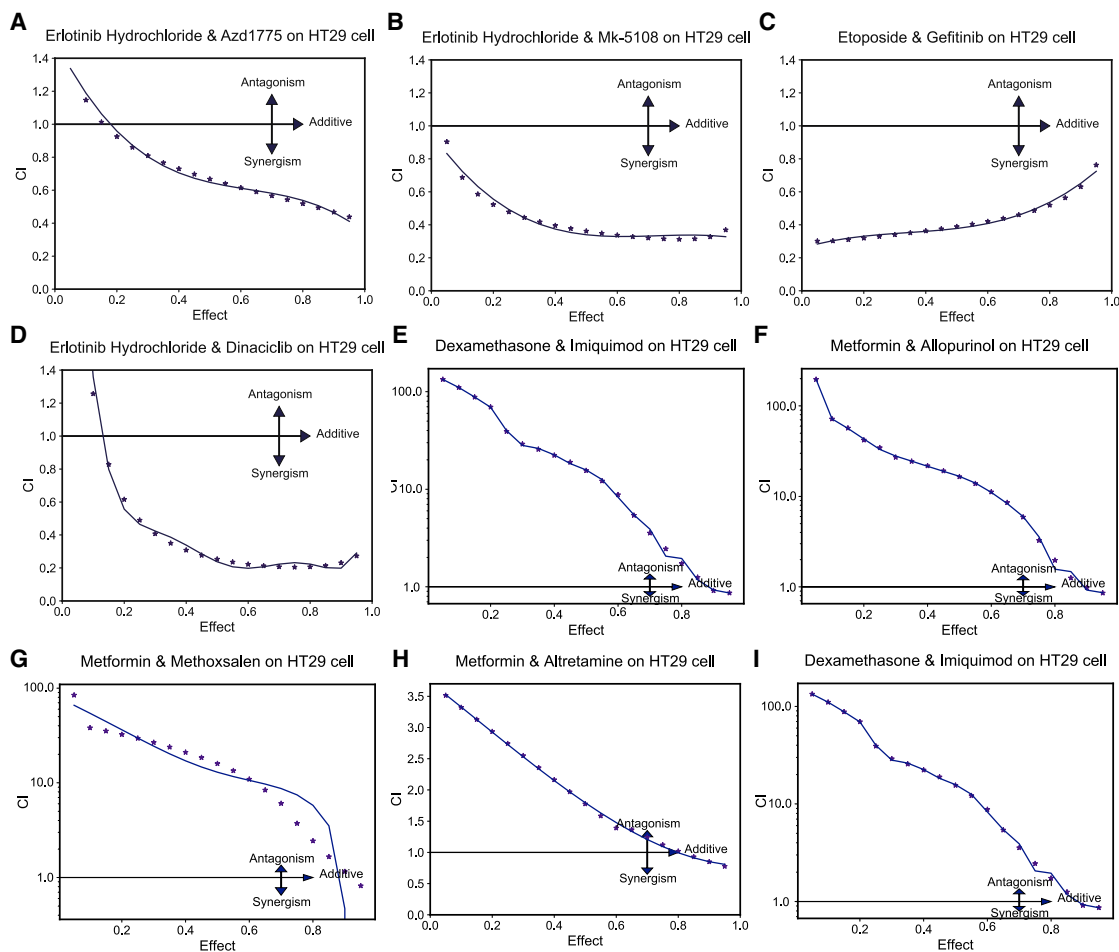 A
Erlotinib Hydrochloride & Azd1775 on HT29 cell
1.4
1.2
1.0
0.8
0.6
0.4
0.2
0.0
CI
Antagonism
Additive
Synergism
0.0 0.2 0.4 0.6 0.8 1.0
Effect
B
Erlotinib Hydrochloride & Mk-5108 on HT29 cell
1.4
1.2
1.0
0.8
0.6
0.4
0.2
0.0
CI
Antagonism
Additive
Synergism
0.0 0.2 0.4 0.6 0.8 1.0
Effect
C
Etoposide & Gefitinib on HT29 cell
1.4
1.2
1.0
0.8
0.6
0.4
0.2
0.0
CI
Antagonism
Additive
Synergism
0.0 0.2 0.4 0.6 0.8 1.0
Effect
D
Erlotinib Hydrochloride & Dinaciclib on HT29 cell
1.4
1.2
1.0
0.8
0.6
0.4
0.2
0.0
CI
Antagonism
Additive
Synergism
0.0 0.2 0.4 0.6 0.8 1.0
Effect
E
Dexamethasone & Imiquimod on HT29 cell
100.0
10.0
1.0
CI
Antagonism
Additive
Synergism
0.2 0.4 0.6 0.8
Effect
F
Metformin & Allopurinol on HT29 cell
100.0
10.0
1.0
CI
Antagonism
Additive
Synergism
0.2 0.4 0.6 0.8
Effect
G
Metformin & Methoxsalen on HT29 cell
100.0
10.0
1.0
CI
Antagonism
Additive
Synergism
0.2 0.4 0.6 0.8
Effect
H
Metformin & Altretamine on HT29 cell
3.5
3.0
2.5
2.0
1.5
1.0
0.5
0.0
CI
Antagonism
Additive
Synergism
0.0 0.2 0.4 0.6 0.8 1.0
Effect
I
Dexamethasone & Imiquimod on HT29 cell
100.0
10.0
1.0
CI
Antagonism
Additive
Synergism
0.2 0.4 0.6 0.8
Effect